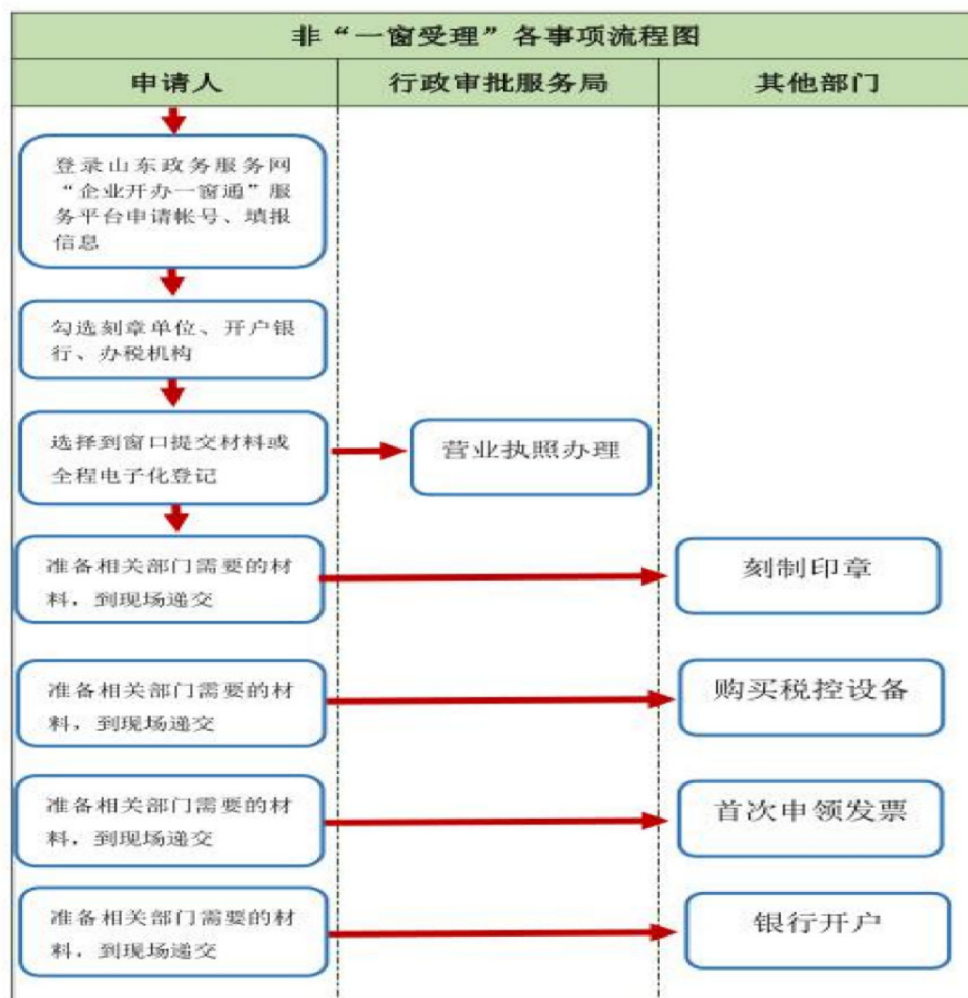 非“一窗受理”各事项流程图
申请人
行政审批服务局
其他部门
登录山东政务服务网
“企业开办一窗通”服
务平台申请帐号、填报
信息
勾选刻章单位、开户银
行、办税机构
选择到窗口提交材料或
全程电子化登记
营业执照办理
准备相关部门需要的材
料，到现场递交
刻制印章
准备相关部门需要的材
料，到现场递交
购买税控设备
准备相关部门需要的材
料，到现场递交
首次申领发票
准备相关部门需要的材
料，到现场递交
银行开户